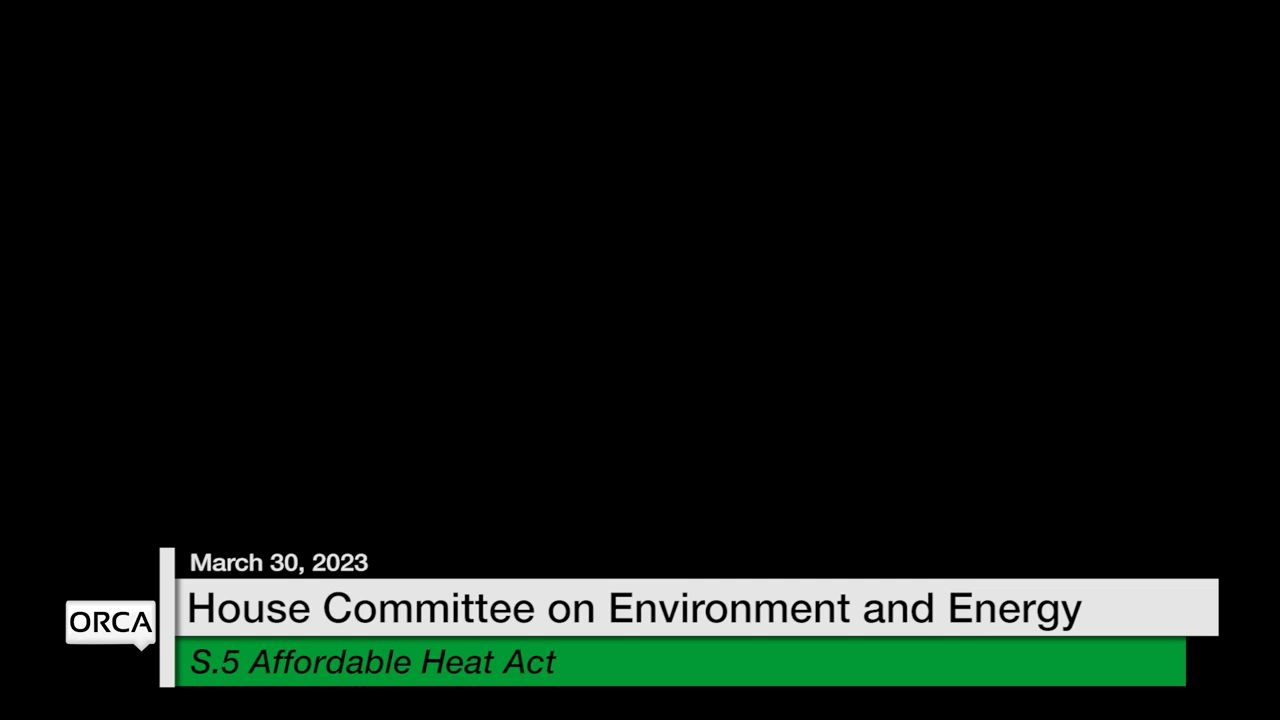 March 30, 2023
House Committee on Environment and Energy
ORCA
S.5 Affordable Heat Act